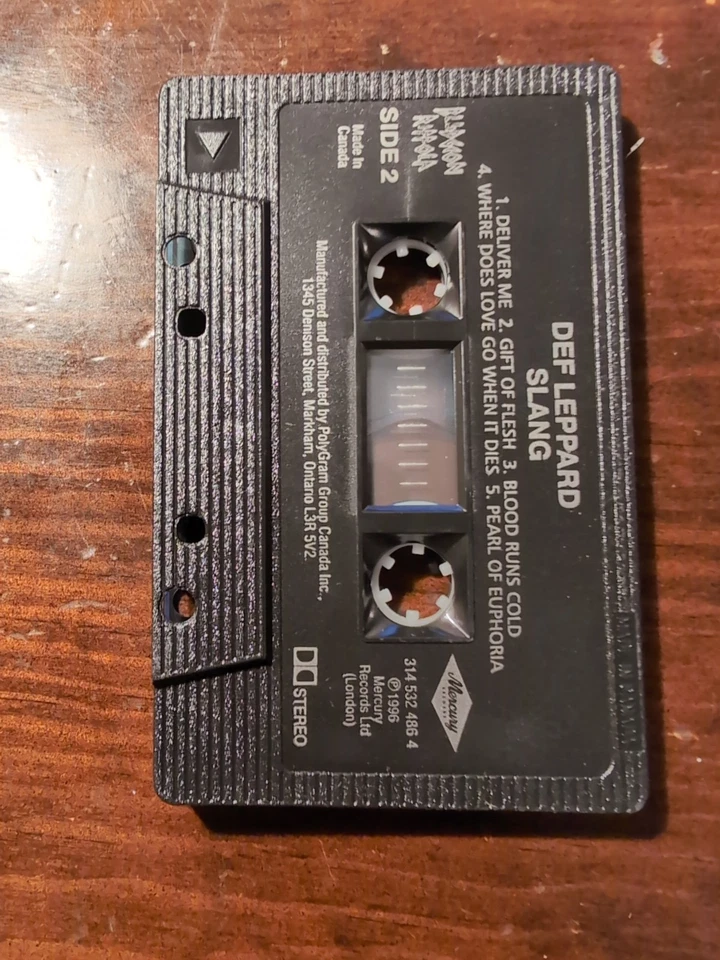 DEF LEPPARD
SLANG
1. DELIVER ME 2. GIFT OF FLESH 3. BLOOD RUNS COLD
4. WHERE DOES LOVE GO WHEN IT DIES 5. PEARL OF EUPHORIA
BLUDGEON
RIFFOLA
SIDE 2
Made In
Canada
Mercury
RECORDS
314 532 486 4
℗1996
Mercury
Records Ltd
(London)
Manufactured and distributed by PolyGram Group Canada Inc.,
1345 Denison Street, Markham, Ontario L3R 5V2.
STEREO